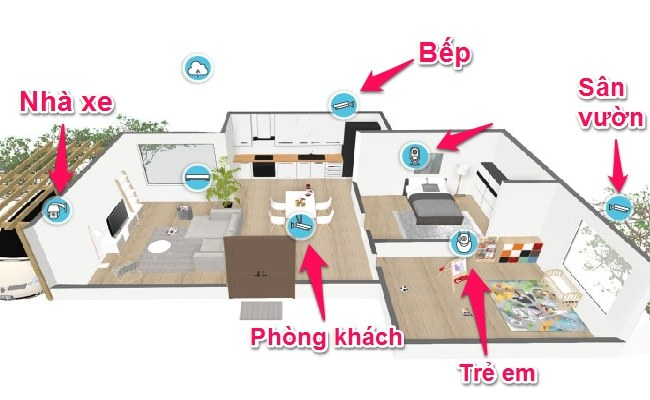 Bếp
Nhà xe
Sân
vườn
Phòng khách
Trẻ em